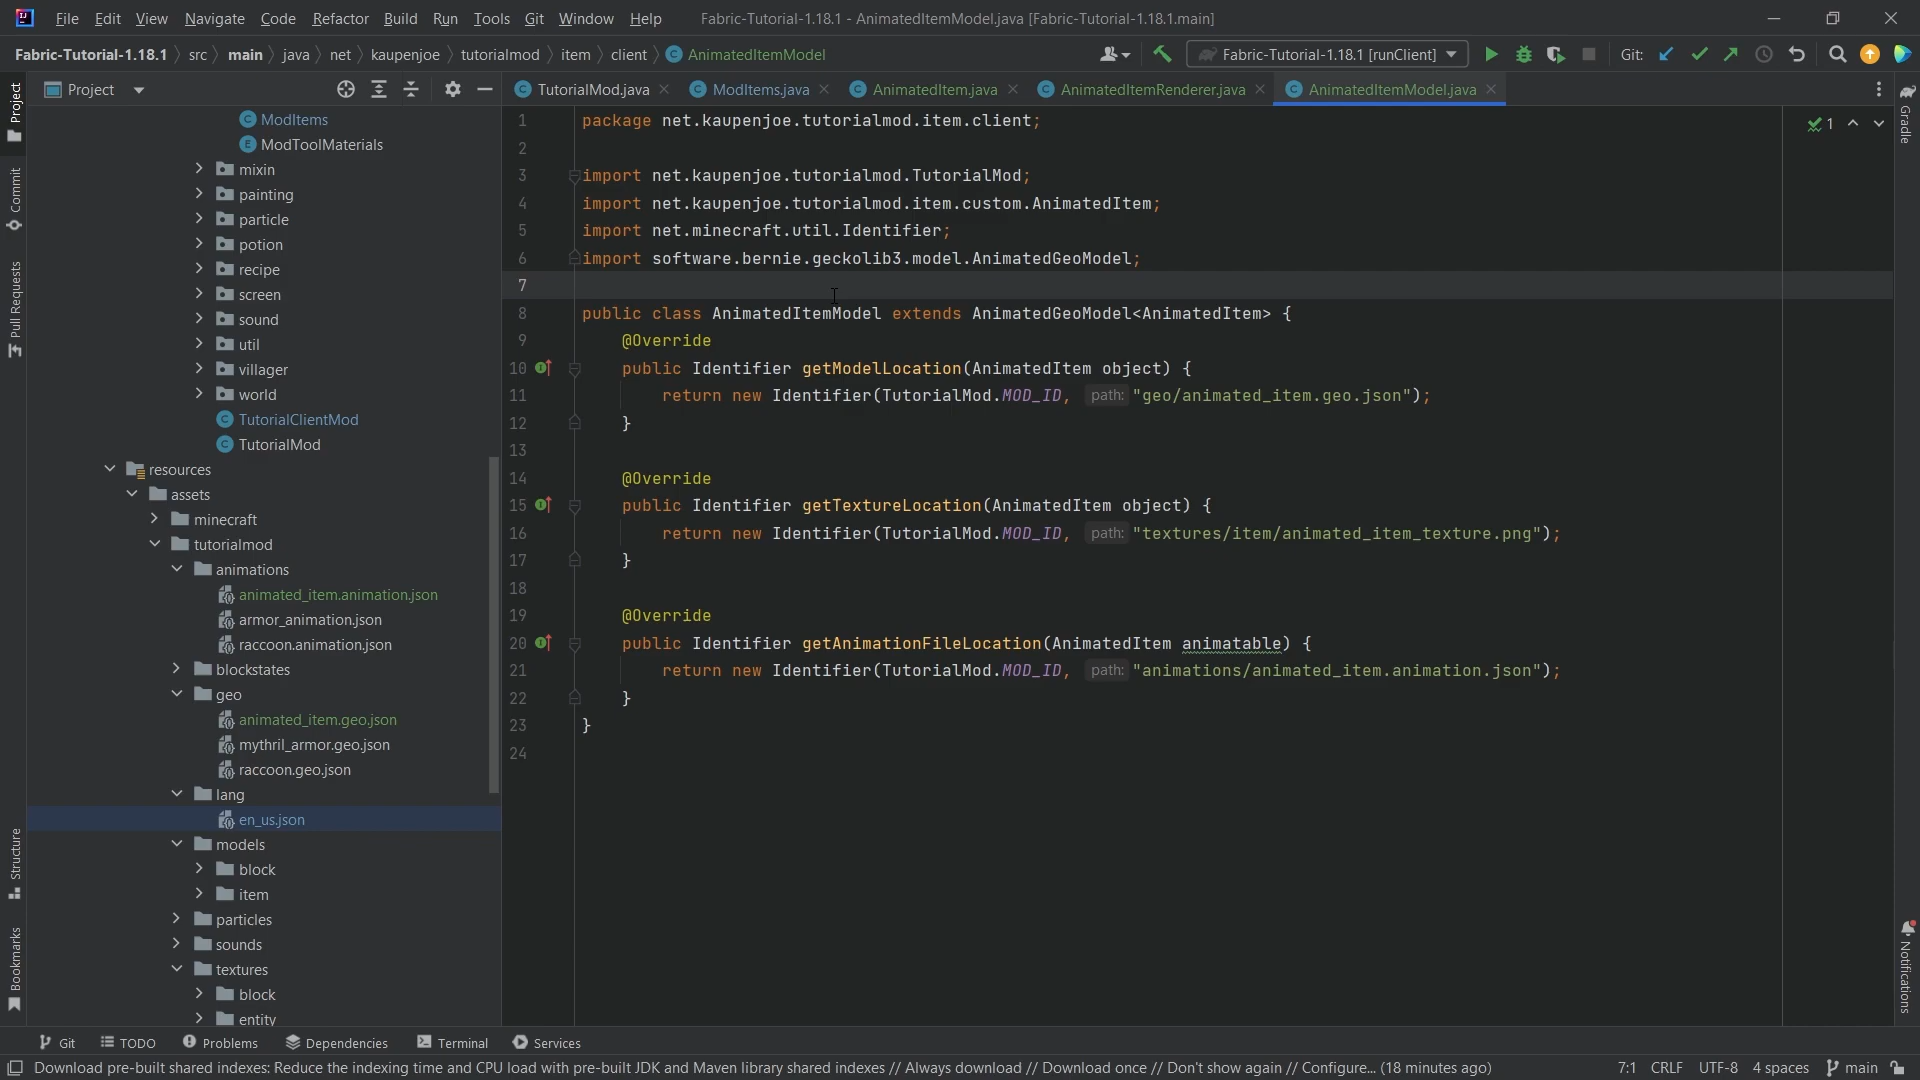 File Edit View Navigate Code Refactor Build Run Tools Git Window Help Fabric-Tutorial-1.18.1 - AnimatedItemModel.java [Fabric-Tutorial-1.18.1.main]
Fabric-Tutorial-1.18.1 src main java net kaupenjoe tutorialmod item client AnimatedItemModel Fabric-Tutorial-1.18.1 [runClient] Git:
Project TutorialMod.java ModItems.java AnimatedItem.java AnimatedItemRenderer.java AnimatedItemModel.java
Project
Commit
Pull Requests
Structure
Bookmarks
ModItems
ModToolMaterials
mixin
painting
particle
potion
recipe
screen
sound
util
villager
world
TutorialClientMod
TutorialMod
resources
assets
minecraft
tutorialmod
animations
animated_item.animation.json
armor_animation.json
raccoon.animation.json
blockstates
geo
animated_item.geo.json
mythril_armor.geo.json
raccoon.geo.json
lang
en_us.json
models
block
item
particles
sounds
textures
block
entity
1 package net.kaupenjoe.tutorialmod.item.client;
2
3 import net.kaupenjoe.tutorialmod.TutorialMod;
4 import net.kaupenjoe.tutorialmod.item.custom.AnimatedItem;
5 import net.minecraft.util.Identifier;
6 import software.bernie.geckolib3.model.AnimatedGeoModel;
7
8 public class AnimatedItemModel extends AnimatedGeoModel<AnimatedItem> {
9 @Override
10 public Identifier getModelLocation(AnimatedItem object) {
11 return new Identifier(TutorialMod.MOD_ID, path: "geo/animated_item.geo.json");
12 }
13
14 @Override
15 public Identifier getTextureLocation(AnimatedItem object) {
16 return new Identifier(TutorialMod.MOD_ID, path: "textures/item/animated_item_texture.png");
17 }
18
19 @Override
20 public Identifier getAnimationFileLocation(AnimatedItem animatable) {
21 return new Identifier(TutorialMod.MOD_ID, path: "animations/animated_item.animation.json");
22 }
23 }
24
1
Gradle
Notifications
Git TODO Problems Dependencies Terminal Services
Download pre-built shared indexes: Reduce the indexing time and CPU load with pre-built JDK and Maven library shared indexes // Always download // Download once // Don't show again // Configure... (18 minutes ago) 7:1 CRLF UTF-8 4 spaces main